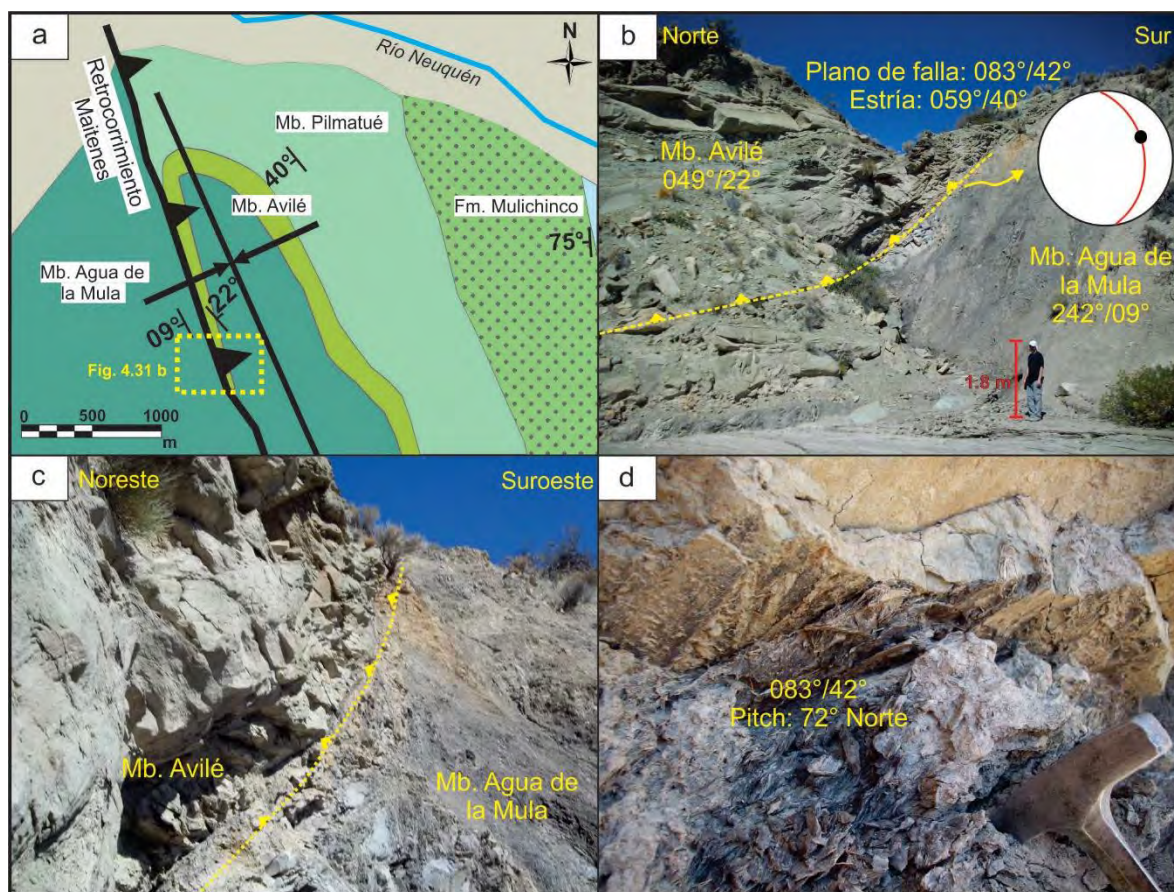 a
N
Río Neuquén
Retrocorrimiento
Maitenes
Mb. Pilmatué
40°
Mb. Avilé
Fm. Mulichinco
75°
Mb. Agua de
la Mula
22°
09°
Fig. 4.31 b
0 500 1000
m
b
Norte
Sur
Plano de falla: 083°/42°
Estría: 059°/40°
Mb. Avilé
049°/22°
Mb. Agua de
la Mula
242°/09°
1.8 m
c
Noreste
Suroeste
Mb. Avilé
Mb. Agua de
la Mula
d
083°/42°
Pitch: 72° Norte